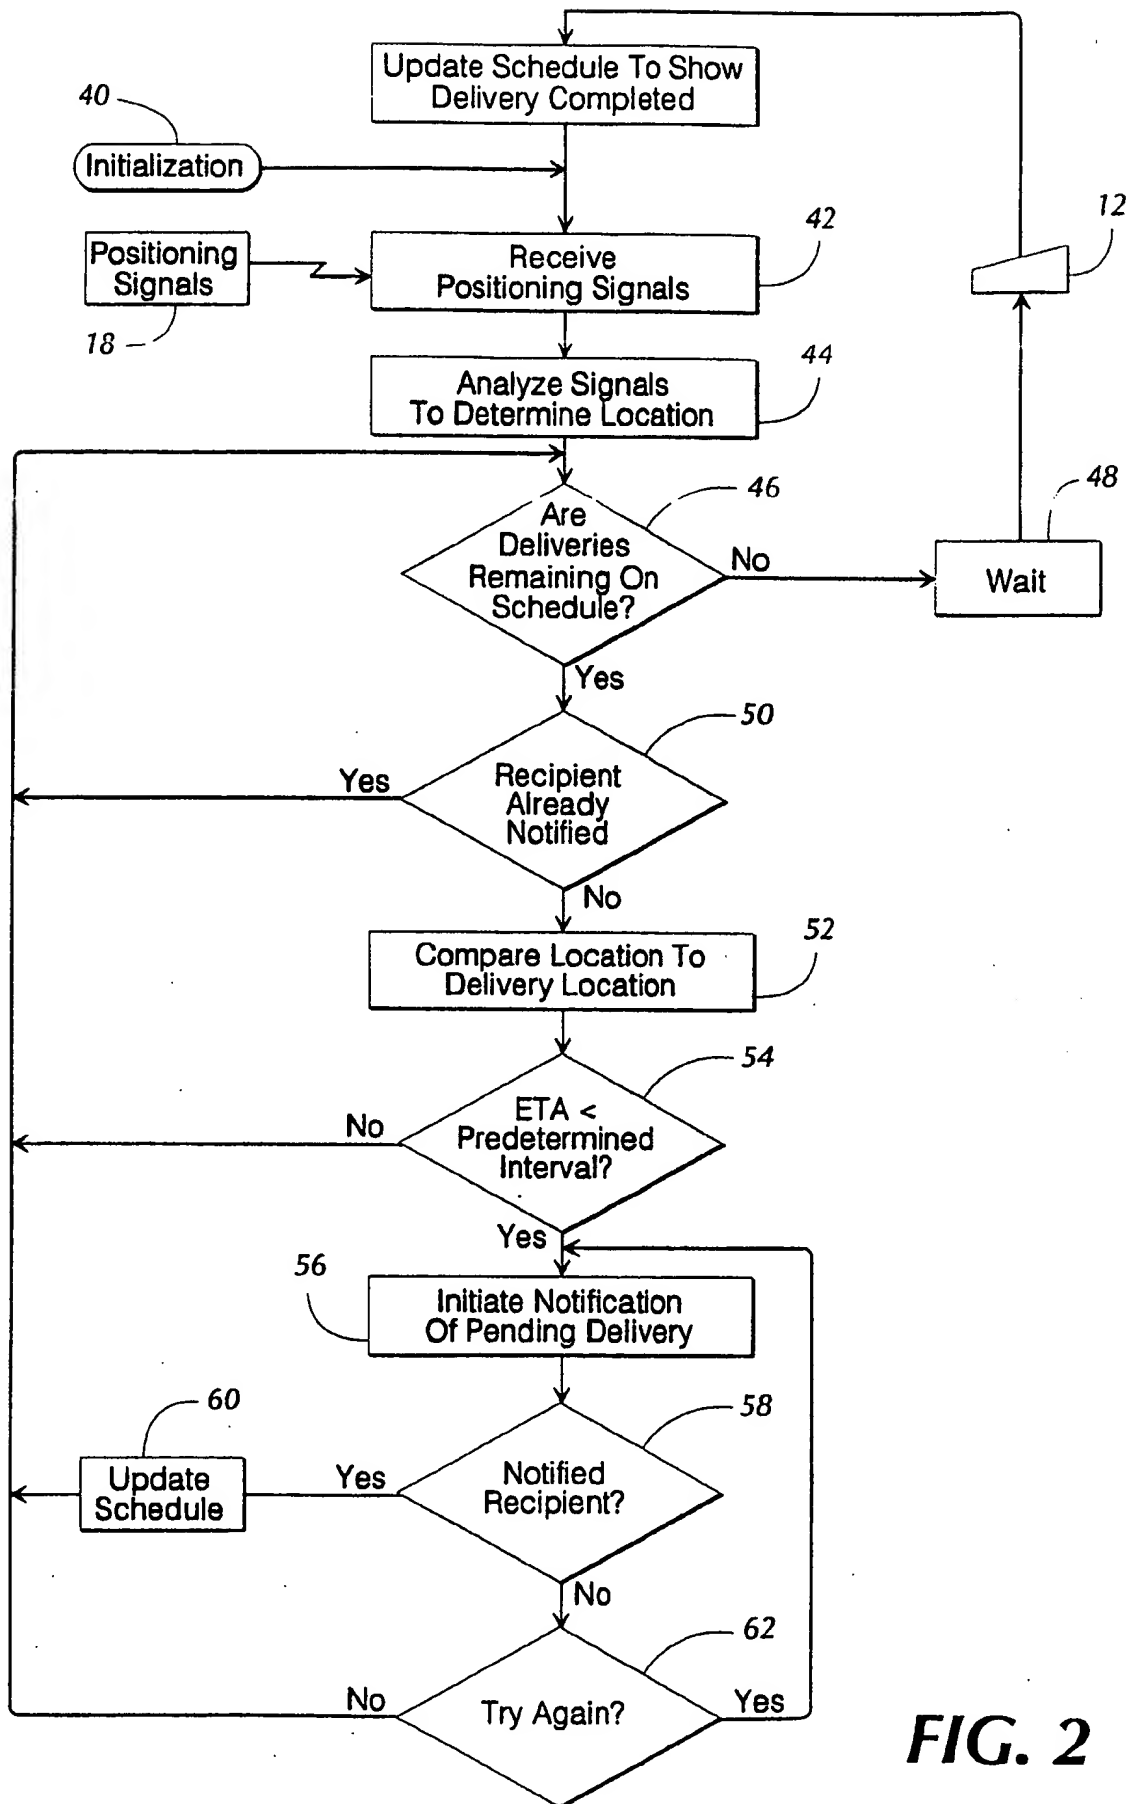 Update Schedule To Show
Delivery Completed
40
Initialization
12
42
Positioning
Signals
Receive
Positioning Signals
18
44
Analyze Signals
To Determine Location
46
48
Are
Deliveries
Remaining On
Schedule?
No
Wait
Yes
50
Yes
Recipient
Already
Notified
No
52
Compare Location To
Delivery Location
54
No
ETA <
Predetermined
Interval?
Yes
56
Initiate Notification
Of Pending Delivery
60
58
Update
Schedule
Yes
Notified
Recipient?
No
62
No
Try Again?
Yes
FIG. 2